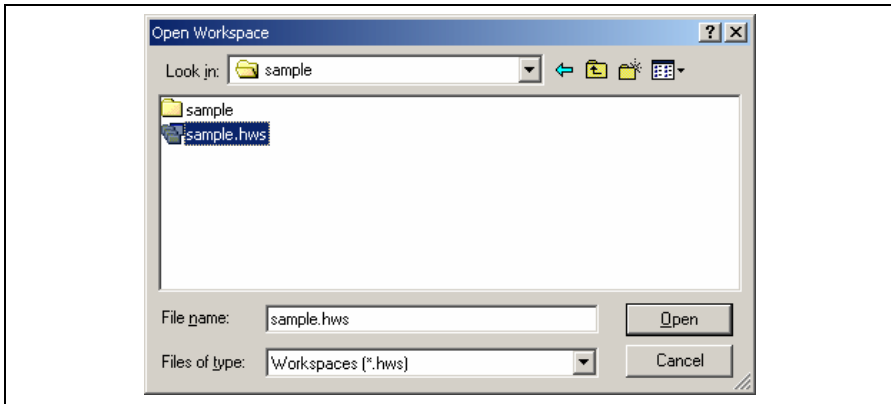 Open Workspace
Look in: sample
sample
sample.hws
File name: sample.hws
Open
Files of type: Workspaces (*.hws)
Cancel